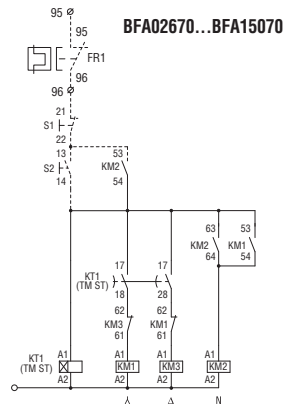 BFA02670...BFA15070
95
95
FR1
96
96
21
S1
22
13 53
S2 KM2
14 54
63 53
KM2 KM1
64 54
17 17
KT1
(TM ST)
18 28
62 62
KM3 KM1
61 61
KT1
(TM ST)
A1 A1 A1 A1
KM1 KM3 KM2
A2 A2 A2 A2
Y Δ N